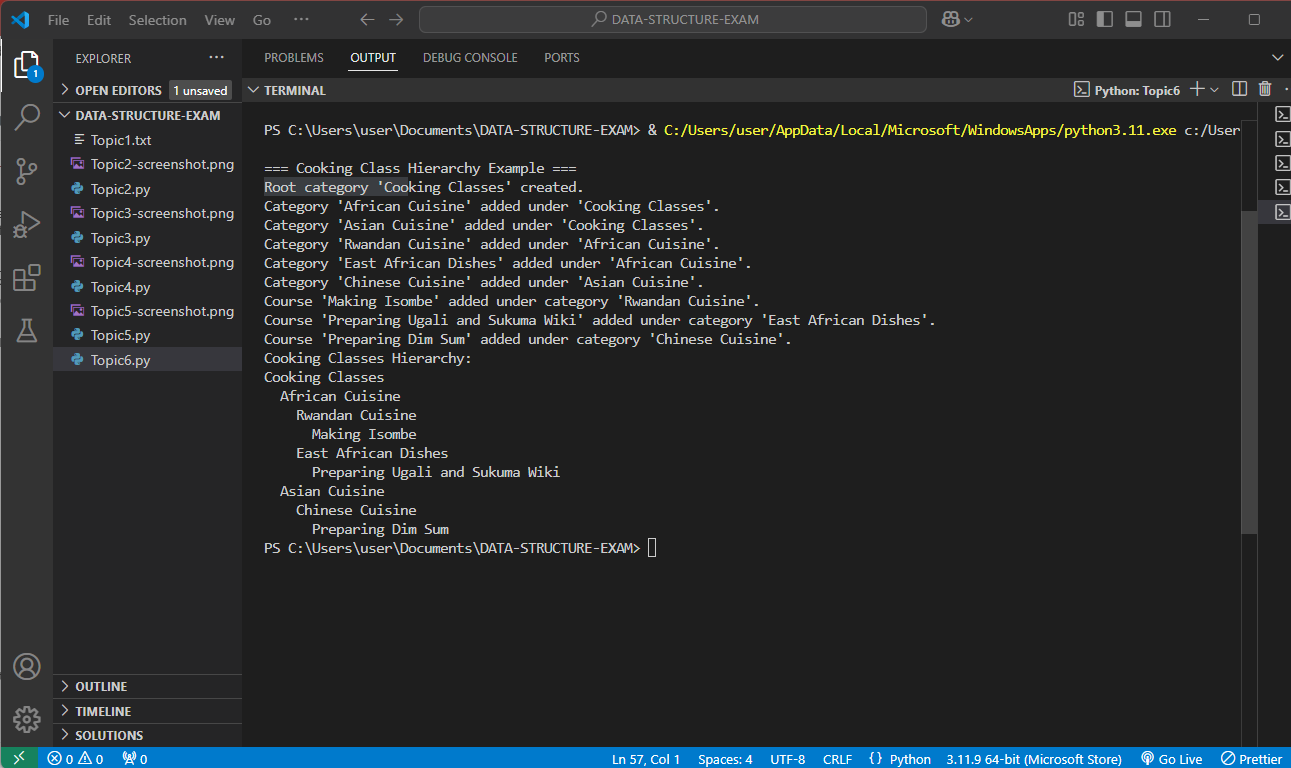 File Edit Selection View Go ··· DATA-STRUCTURE-EXAM
EXPLORER ···
OPEN EDITORS 1 unsaved
DATA-STRUCTURE-EXAM
Topic1.txt
Topic2-screenshot.png
Topic2.py
Topic3-screenshot.png
Topic3.py
Topic4-screenshot.png
Topic4.py
Topic5-screenshot.png
Topic5.py
Topic6.py
OUTLINE
TIMELINE
SOLUTIONS
1
PROBLEMS OUTPUT DEBUG CONSOLE PORTS
TERMINAL Python: Topic6
PS C:\Users\user\Documents\DATA-STRUCTURE-EXAM> & C:/Users/user/AppData/Local/Microsoft/WindowsApps/python3.11.exe c:/User
=== Cooking Class Hierarchy Example ===
Root category 'Cooking Classes' created.
Category 'African Cuisine' added under 'Cooking Classes'.
Category 'Asian Cuisine' added under 'Cooking Classes'.
Category 'Rwandan Cuisine' added under 'African Cuisine'.
Category 'East African Dishes' added under 'African Cuisine'.
Category 'Chinese Cuisine' added under 'Asian Cuisine'.
Course 'Making Isombe' added under category 'Rwandan Cuisine'.
Course 'Preparing Ugali and Sukuma Wiki' added under category 'East African Dishes'.
Course 'Preparing Dim Sum' added under category 'Chinese Cuisine'.
Cooking Classes Hierarchy:
Cooking Classes
  African Cuisine
    Rwandan Cuisine
      Making Isombe
    East African Dishes
      Preparing Ugali and Sukuma Wiki
  Asian Cuisine
    Chinese Cuisine
      Preparing Dim Sum
PS C:\Users\user\Documents\DATA-STRUCTURE-EXAM>
0 0 0 Ln 57, Col 1 Spaces: 4 UTF-8 CRLF {} Python 3.11.9 64-bit (Microsoft Store) Go Live Prettier